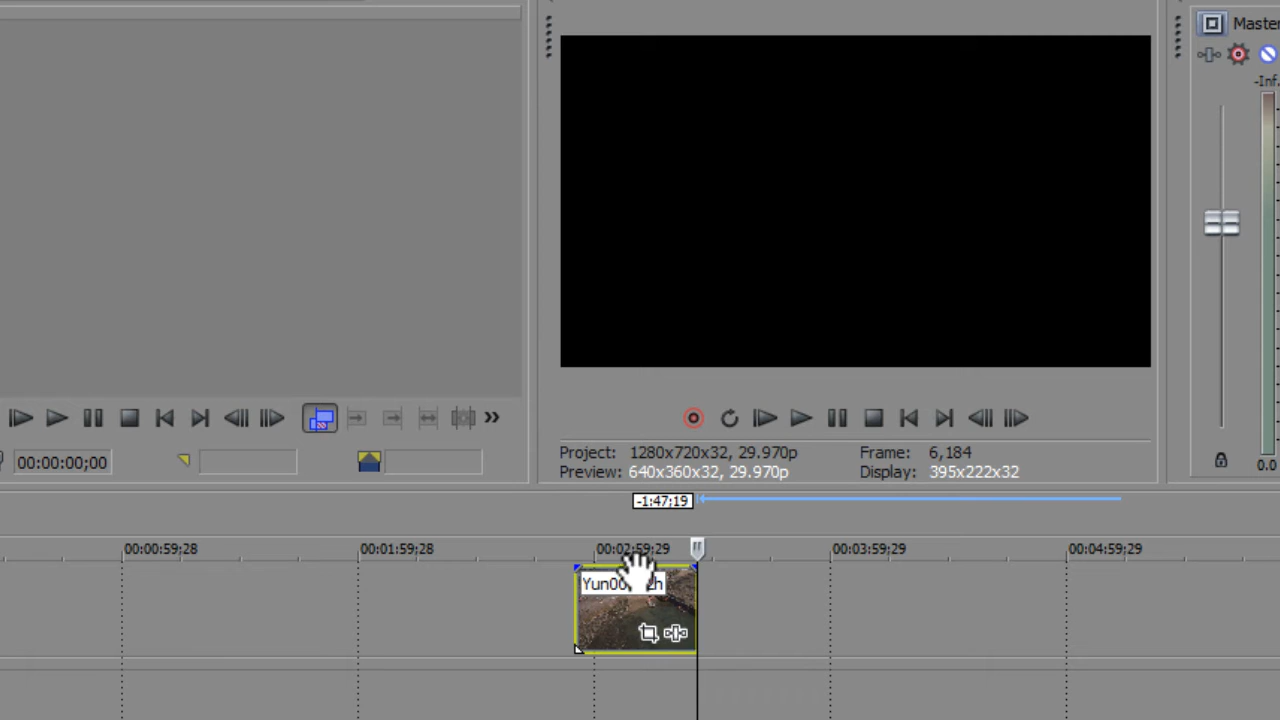 Master
-Inf.
00:00:00;00
Project: 1280x720x32, 29.970p
Frame: 6,184
Preview: 640x360x32, 29.970p
Display: 395x222x32
0.0
-1:47;19
00:00:59;28
00:01:59;28
00:02:59;29
00:03:59;29
00:04:59;29